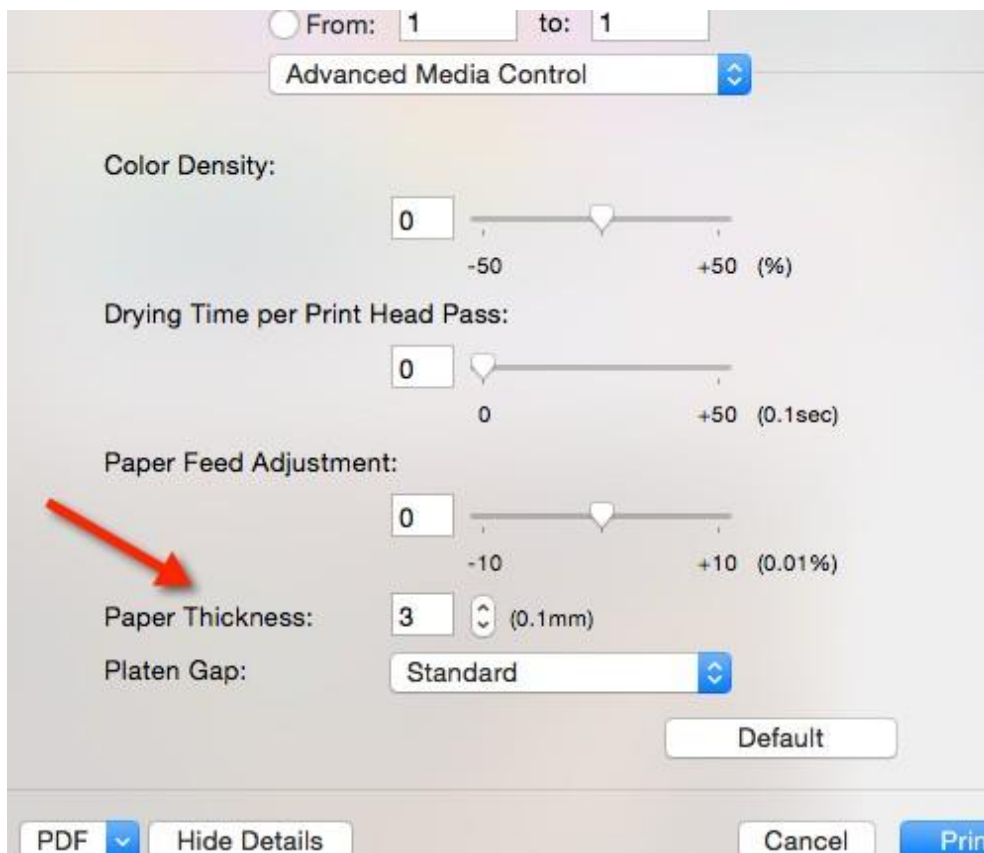 From: 1 to: 1
Advanced Media Control
Color Density:
0
-50 +50 (%)
Drying Time per Print Head Pass:
0
0 +50 (0.1sec)
Paper Feed Adjustment:
0
-10 +10 (0.01%)
Paper Thickness: 3 (0.1mm)
Platen Gap: Standard
Default
PDF Hide Details Cancel Prin